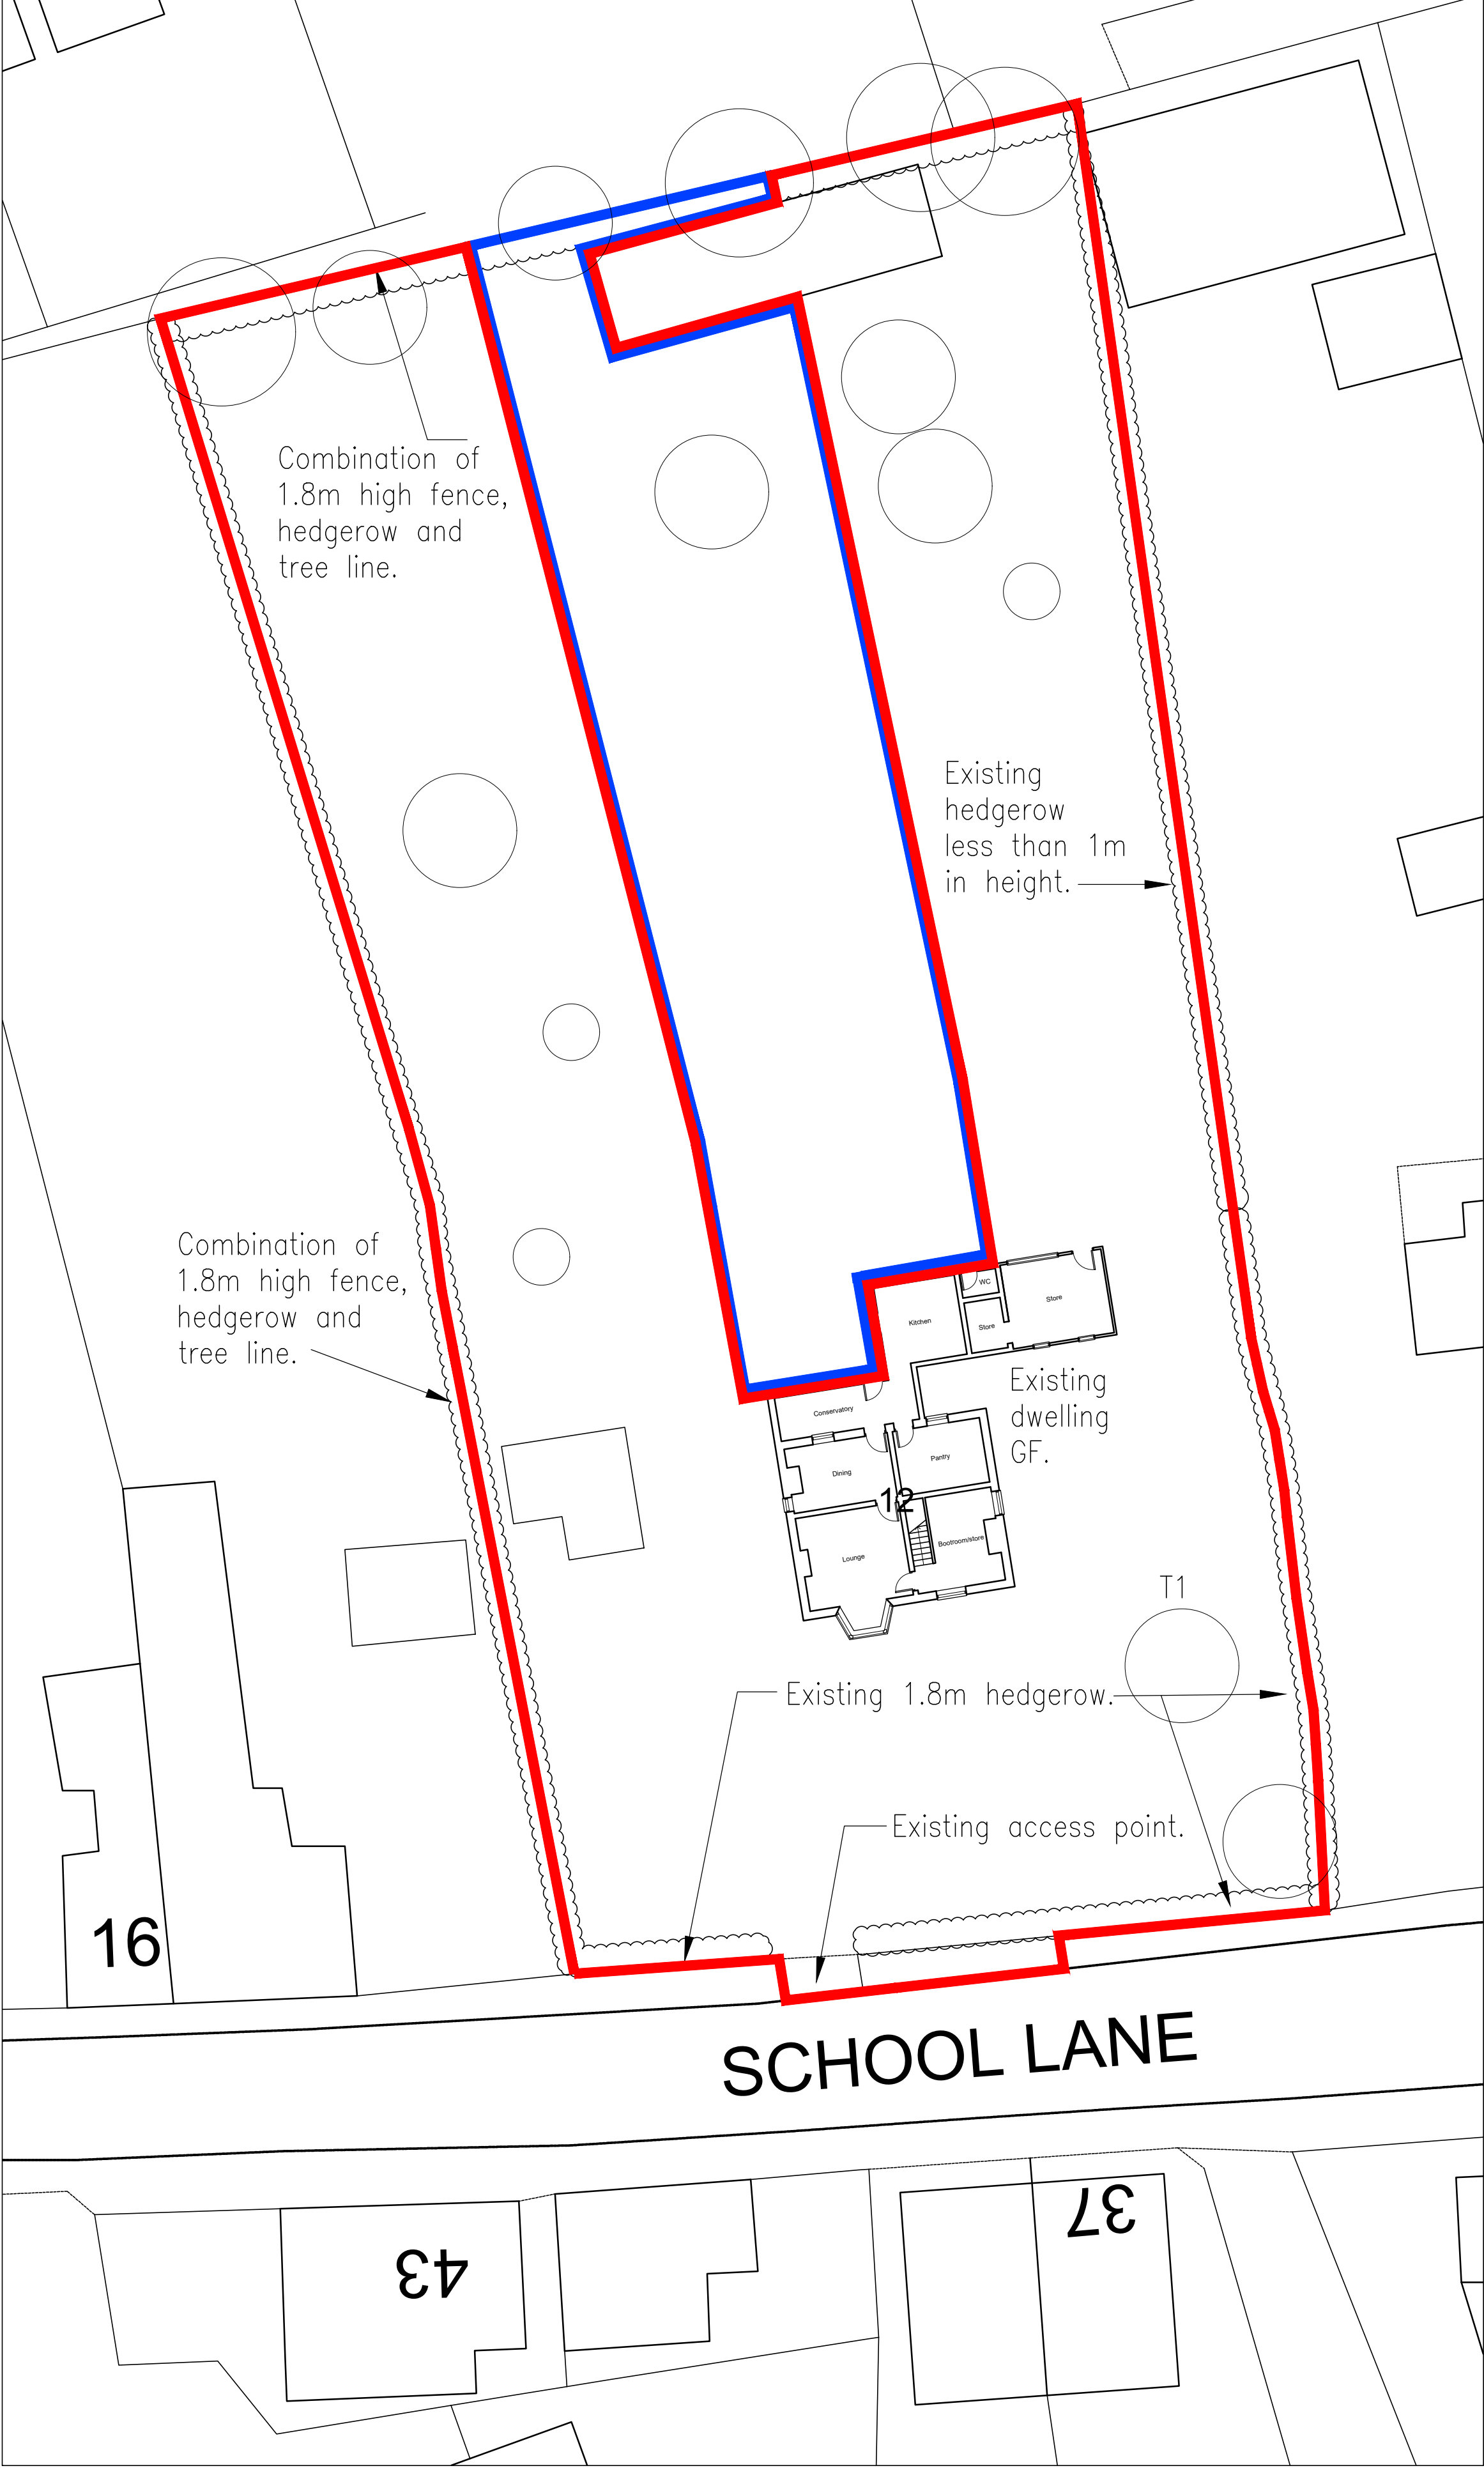 Combination of
1.8m high fence,
hedgerow and
tree line.
Existing
hedgerow
less than 1m
in height.
Combination of
1.8m high fence,
hedgerow and
tree line.
WC
Store
Kitchen
Store
Existing
dwelling
GF.
Conservatory
Pantry
Dining
12
Bootroom/store
Lounge
T1
Existing 1.8m hedgerow.
Existing access point.
16
SCHOOL LANE
37
43